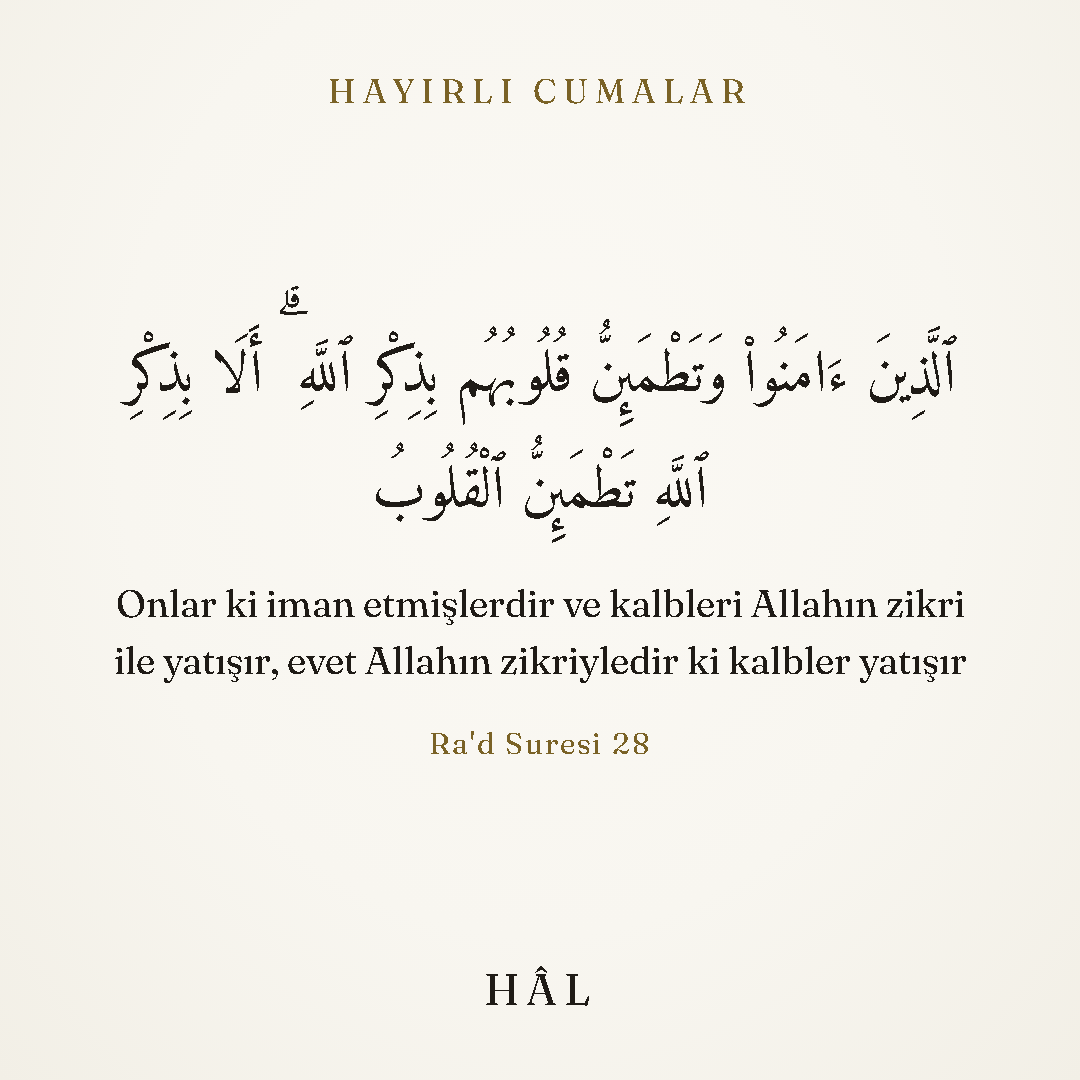 HAYIRLI CUMALAR
ٱلَّذِينَ ءَامَنُوا۟ وَتَطْمَئِنُّ قُلُوبُهُم بِذِكْرِ ٱللَّهِ ۗ أَلَا بِذِكْرِ
ٱللَّهِ تَطْمَئِنُّ ٱلْقُلُوبُ
Onlar ki iman etmişlerdir ve kalbleri Allahın zikri
ile yatışır, evet Allahın zikriyledir ki kalbler yatışır
Ra'd Suresi 28
HÂL